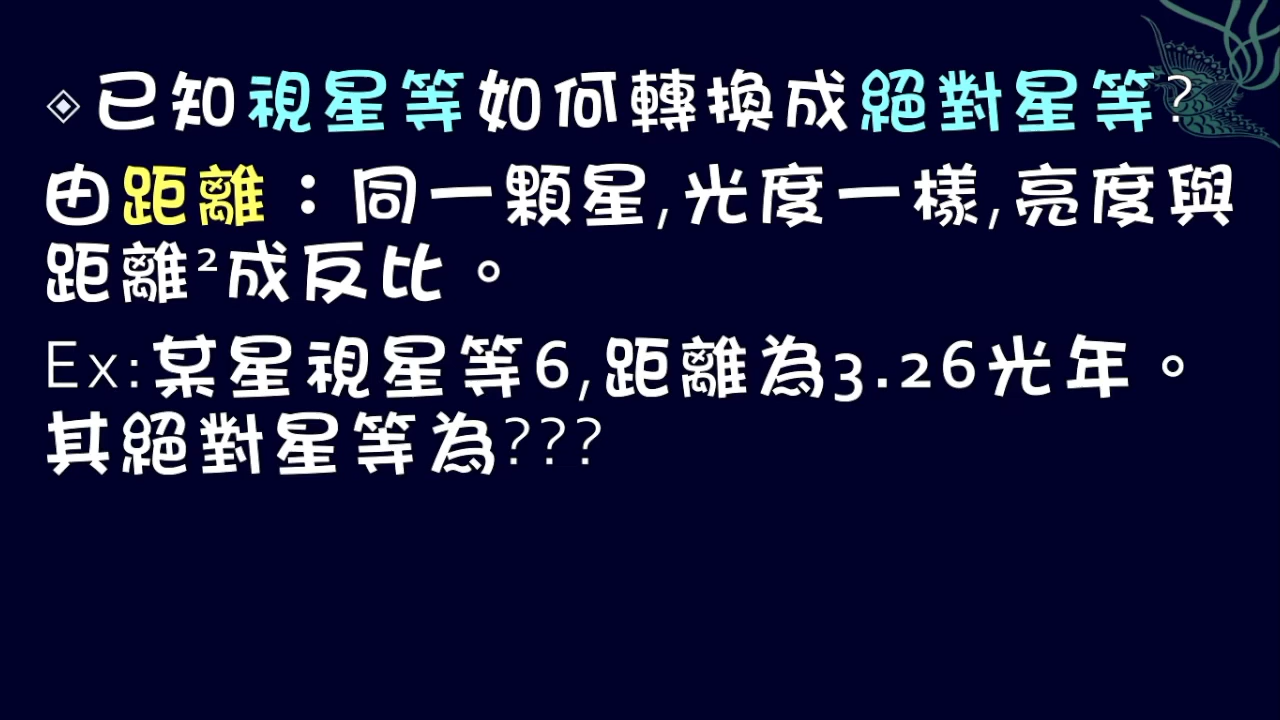 ◈已知視星等如何轉換成絕對星等?
由距離：同一顆星,光度一樣,亮度與
距離²成反比。
Ex:某星視星等6,距離為3.26光年。
其絕對星等為???